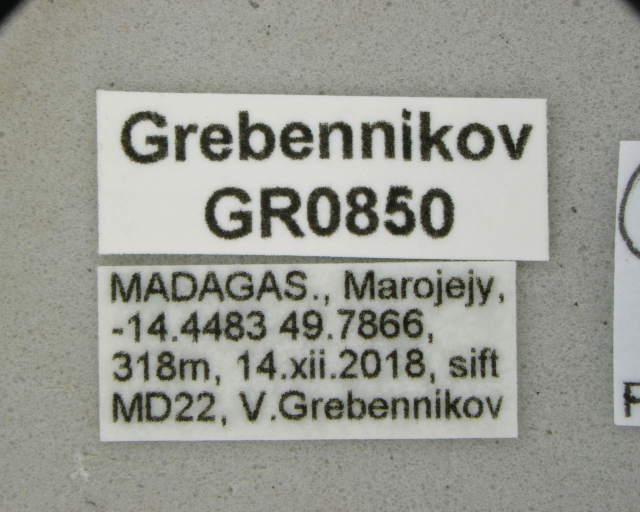 Grebennikov
GR0850
MADAGAS., Marojejy,
-14.4483 49.7866,
318m, 14.xii.2018, sift
MD22, V.Grebennikov